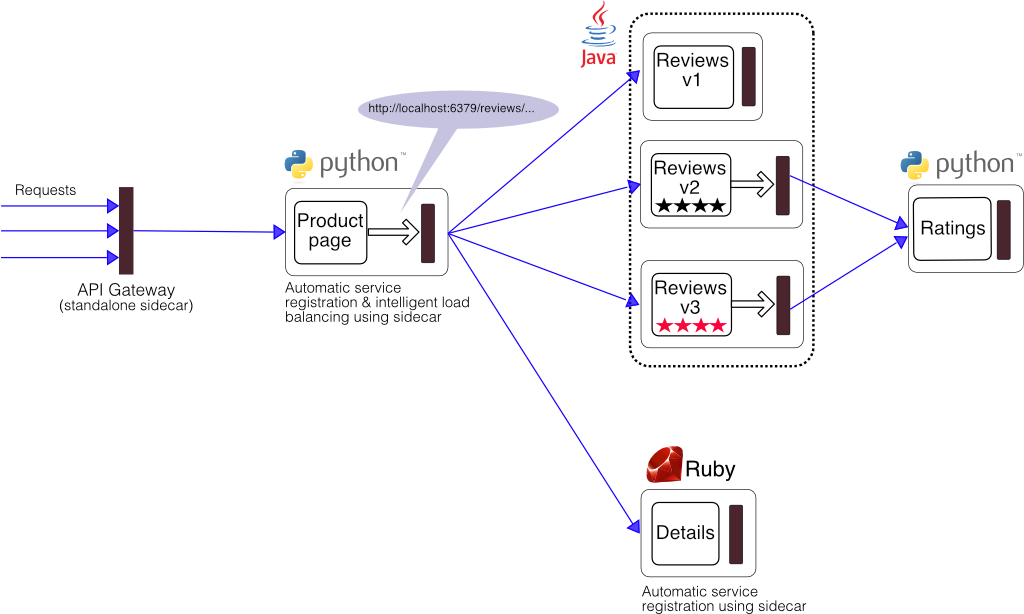 Java
Reviews
v1
http://localhost:6379/reviews/...
python™
Reviews
v2
python™
Requests
Product
page
Ratings
API Gateway
(standalone sidecar)
Automatic service
registration & intelligent load
balancing using sidecar
Reviews
v3
Ruby
Details
Automatic service
registration using sidecar